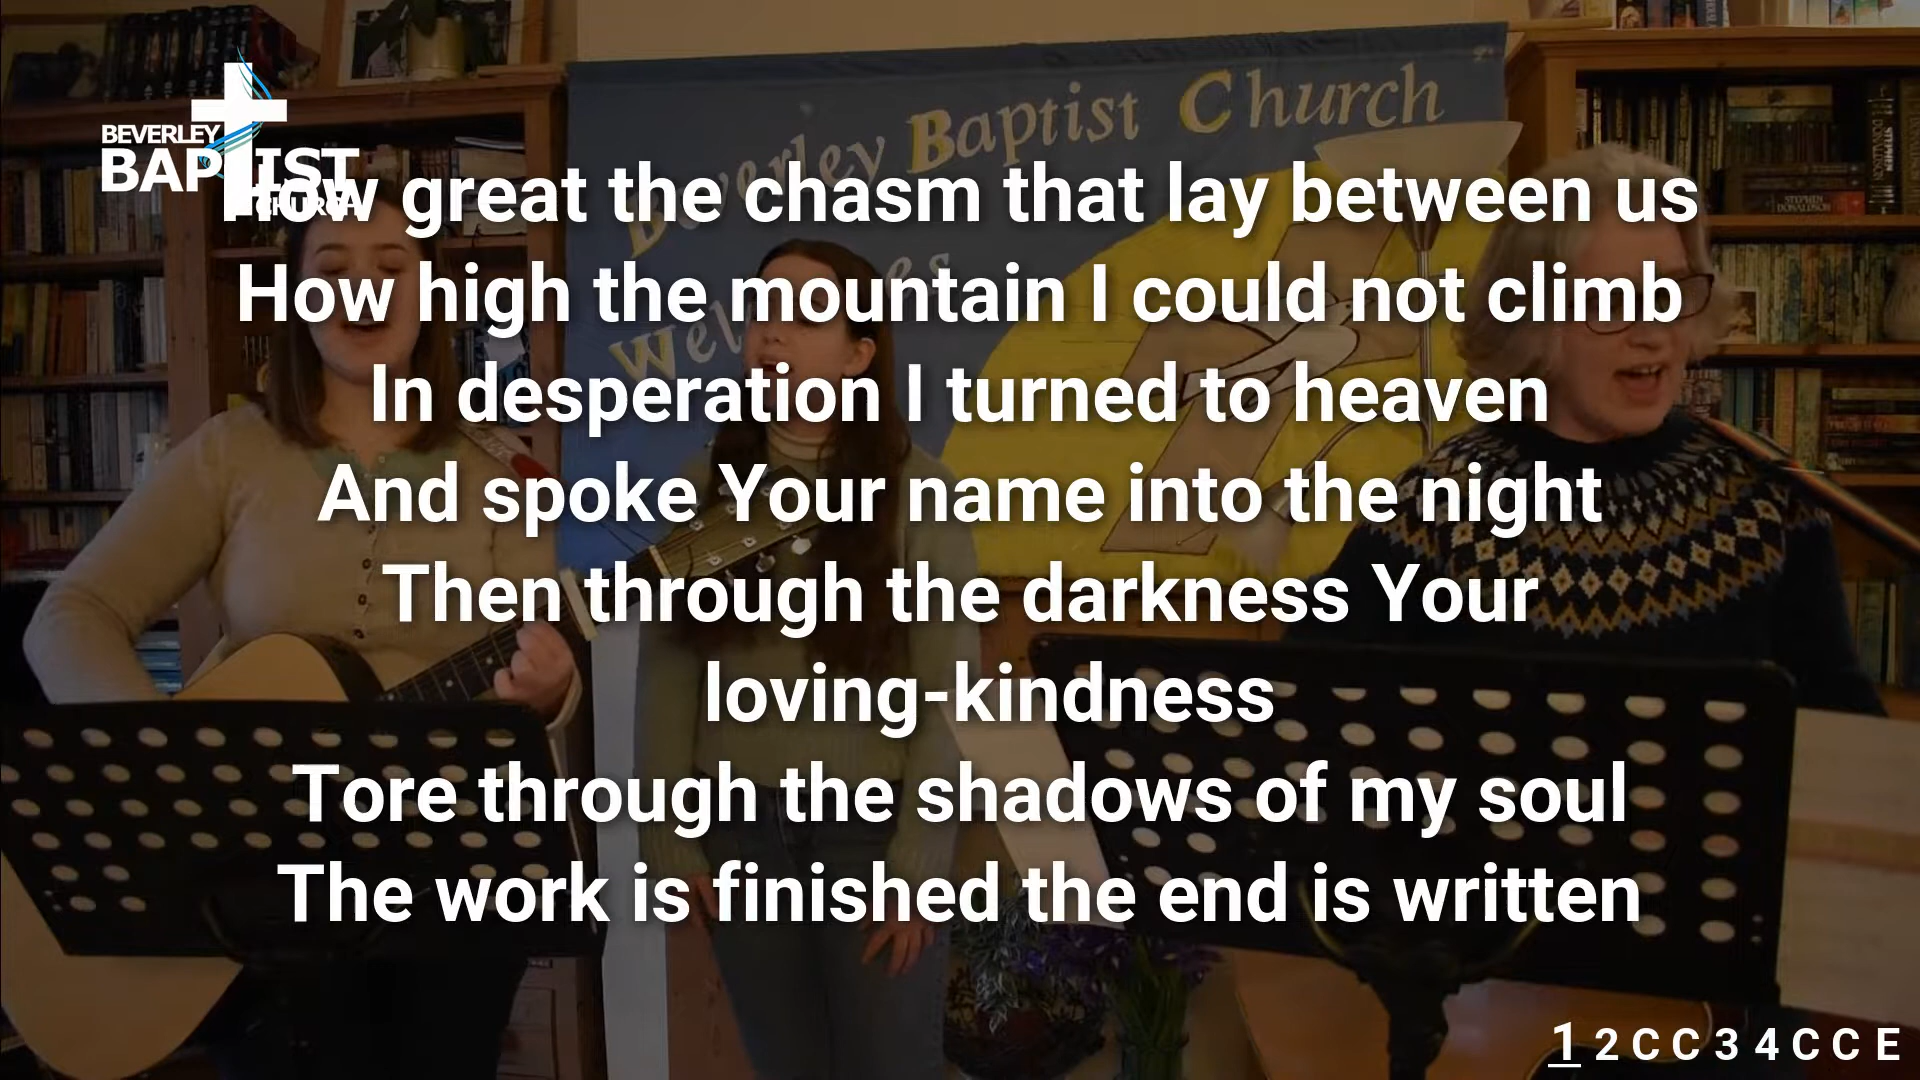 BEVERLEY
BAPTIST
CHURCH
Beverley Baptist Church
Welcomes
How great the chasm that lay between us
How high the mountain I could not climb
In desperation I turned to heaven
And spoke Your name into the night
Then through the darkness Your
loving-kindness
Tore through the shadows of my soul
The work is finished the end is written
STEPHEN
DONALDSON
1 2 C C 3 4 C C E